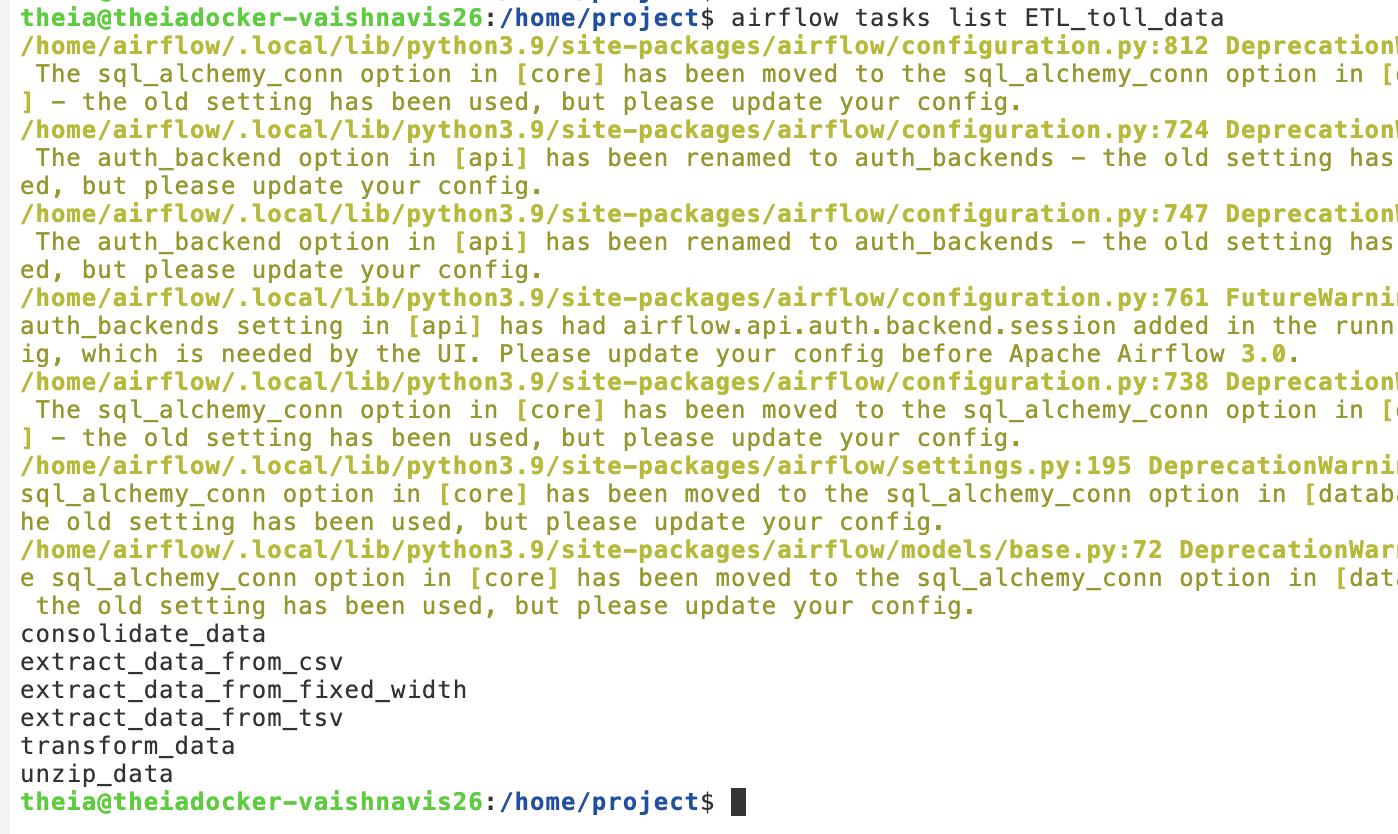 theia@theiadocker-vaishnavis26:/home/project$ airflow tasks list ETL_toll_data
/home/airflow/.local/lib/python3.9/site-packages/airflow/configuration.py:812 Deprecation
The sql_alchemy_conn option in [core] has been moved to the sql_alchemy_conn option in [
] - the old setting has been used, but please update your config.
/home/airflow/.local/lib/python3.9/site-packages/airflow/configuration.py:724 Deprecation
The auth_backend option in [api] has been renamed to auth_backends - the old setting has
ed, but please update your config.
/home/airflow/.local/lib/python3.9/site-packages/airflow/configuration.py:747 Deprecation
The auth_backend option in [api] has been renamed to auth_backends - the old setting has
ed, but please update your config.
/home/airflow/.local/lib/python3.9/site-packages/airflow/configuration.py:761 FutureWarni
auth_backends setting in [api] has had airflow.api.auth.backend.session added in the runn
ig, which is needed by the UI. Please update your config before Apache Airflow 3.0.
/home/airflow/.local/lib/python3.9/site-packages/airflow/configuration.py:738 Deprecation
The sql_alchemy_conn option in [core] has been moved to the sql_alchemy_conn option in [
] - the old setting has been used, but please update your config.
/home/airflow/.local/lib/python3.9/site-packages/airflow/settings.py:195 DeprecationWarni
sql_alchemy_conn option in [core] has been moved to the sql_alchemy_conn option in [datab
he old setting has been used, but please update your config.
/home/airflow/.local/lib/python3.9/site-packages/airflow/models/base.py:72 DeprecationWar
e sql_alchemy_conn option in [core] has been moved to the sql_alchemy_conn option in [dat
the old setting has been used, but please update your config.
consolidate_data
extract_data_from_csv
extract_data_from_fixed_width
extract_data_from_tsv
transform_data
unzip_data
theia@theiadocker-vaishnavis26:/home/project$